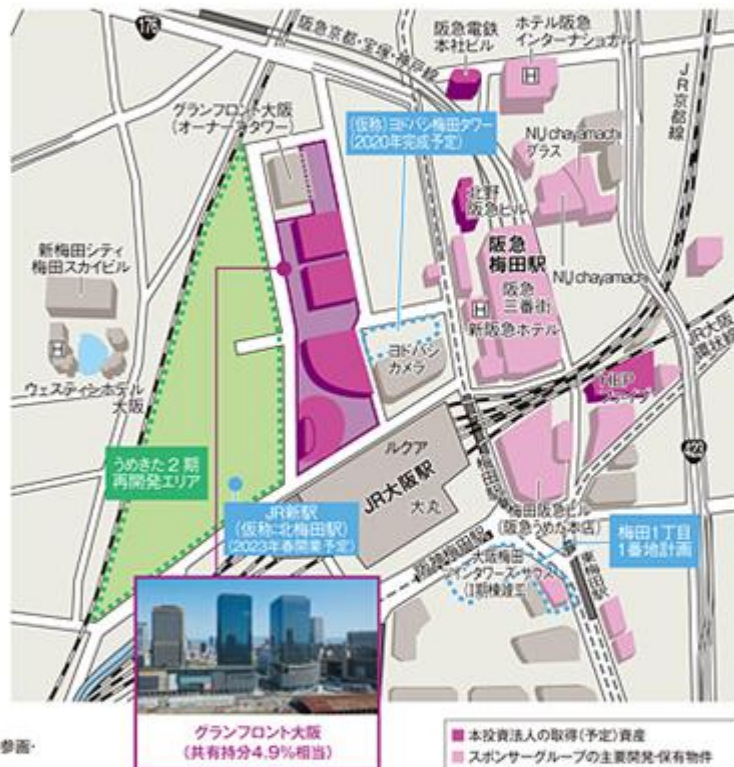 176
阪急京都・宝塚・神戸線
阪急電鉄
本社ビル
ホテル阪急
インターナショナル
H
JR京都線
グランフロント大阪
(オーナーズタワー)
(仮称)ヨドバシ梅田タワー
(2020年完成予定)
NU chayamachi
プラス
北野
阪急ビル
新梅田シティ
梅田スカイビル
阪急
梅田駅
NU chayamachi
阪急
三番街
H
新阪急ホテル
ヨドバシ
カメラ
JR大阪
環状線
H
ウェスティンホテル
大阪
HEP
ファイブ
ルクア
423
うめきた2期
再開発エリア
JR大阪駅
大丸
JR新駅
(仮称:北梅田駅)
(2023年春開業予定)
梅田阪急ビル
(阪急うめだ本店)
梅田1丁目
1番地計画
阪神梅田駅
大阪梅田
ツインタワーズ・サウス
(I期棟竣工)
東梅田駅
グランフロント大阪
(共有持分4.9%相当)
参画・
本投資法人の取得(予定)資産
スポンサーグループの主要開発・保有物件